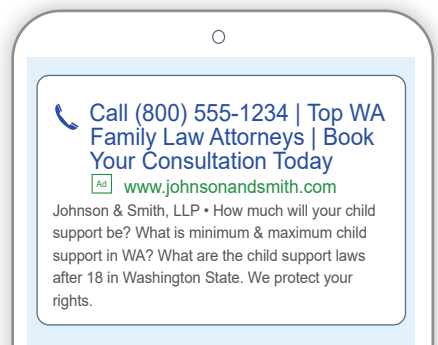 Call (800) 555-1234 | Top WA
Family Law Attorneys | Book
Your Consultation Today
Ad www.johnsonandsmith.com
Johnson & Smith, LLP • How much will your child
support be? What is minimum & maximum child
support in WA? What are the child support laws
after 18 in Washington State. We protect your
rights.